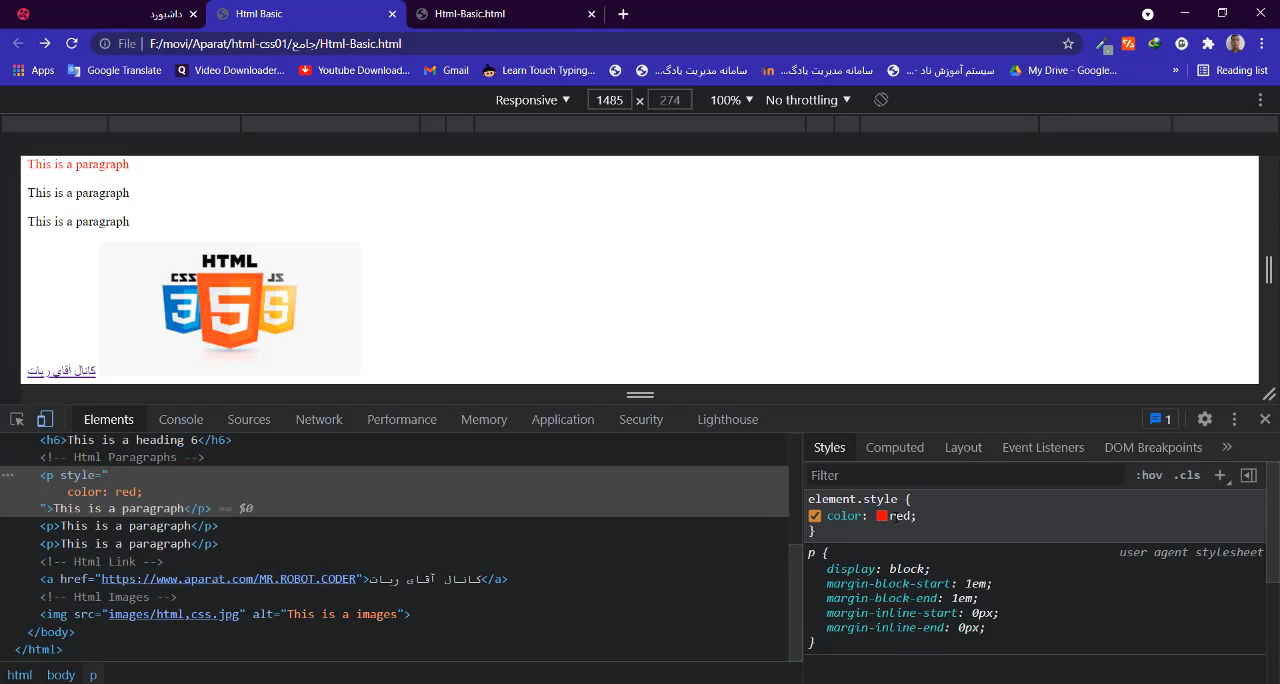 داشبورد
Html Basic
Html-Basic.html
File
F:/movi/Aparat/html-css01/جامع/Html-Basic.html
Apps
Google Translate
Video Downloader...
Youtube Download...
Gmail
Learn Touch Typing...
سامانه مدیریت یادگ...
سامانه مدیریت یادگ...
سیستم آموزش ناد -...
My Drive - Google...
»
Reading list
Responsive
1485 × 274
100%
No throttling
This is a paragraph
This is a paragraph
This is a paragraph
HTML
CSS JS
3 5 5
کانال آقای ربات
Elements
Console
Sources
Network
Performance
Memory
Application
Security
Lighthouse
1
<h6>This is a heading 6</h6>
<!-- Html Paragraphs -->
<p style="
color: red;
">This is a paragraph</p> == $0
<p>This is a paragraph</p>
<p>This is a paragraph</p>
<!-- Html Link -->
<a href="https://www.aparat.com/MR.ROBOT.CODER">کانال آقای ربات</a>
<!-- Html Images -->
<img src="images/html,css.jpg" alt="This is a images">
</body>
</html>
html body p
Styles
Computed
Layout
Event Listeners
DOM Breakpoints
»
Filter
:hov .cls +
element.style {
color: red;
}
p {
user agent stylesheet
display: block;
margin-block-start: 1em;
margin-block-end: 1em;
margin-inline-start: 0px;
margin-inline-end: 0px;
}